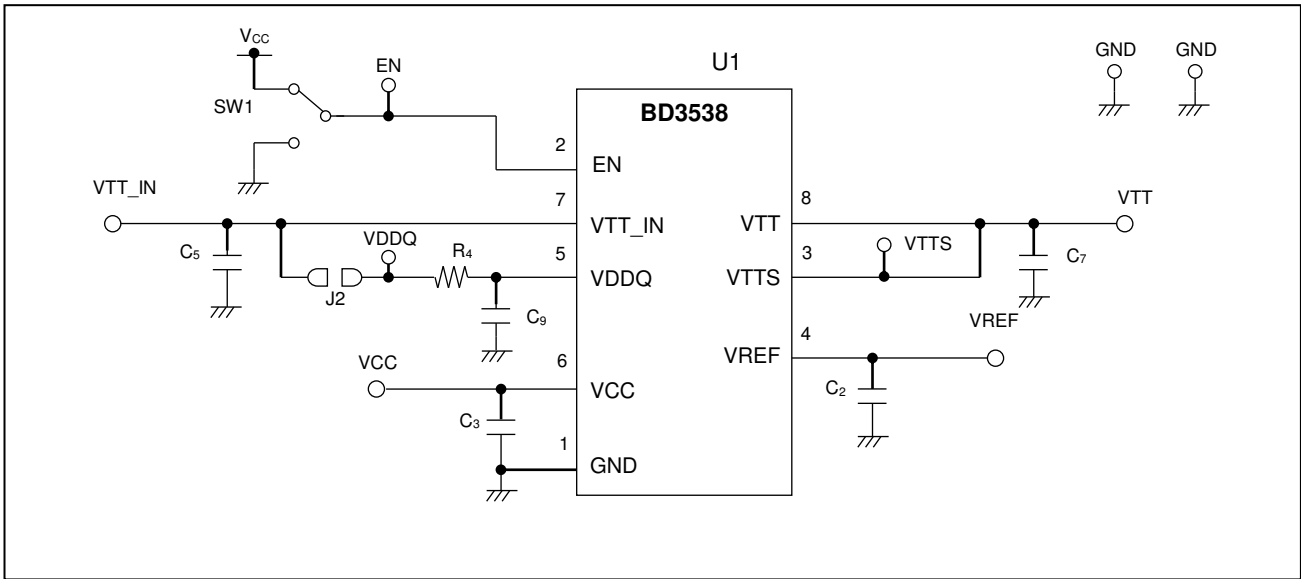 VCC
EN
U1
GND
GND
SW1
BD3538
2
EN
VTT_IN
7
8
VTT
VTT_IN
VTT
C5
VDDQ
R4
5
VTTS
3
VDDQ
VTTS
C7
J2
C9
VREF
VCC
6
4
VREF
VCC
C2
C3
1
GND